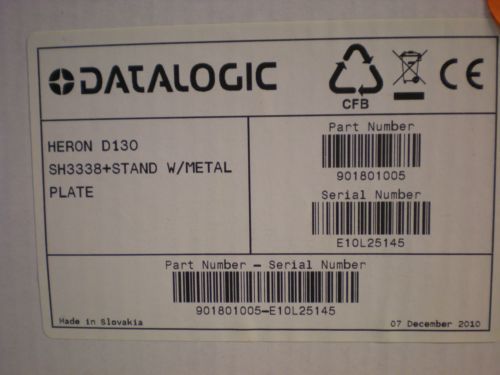 DATALOGIC
CFB
CE
HERON D130
SH3338+STAND W/METAL
PLATE
Part Number
901801005
Serial Number
E10L25145
Part Number - Serial Number
901801005-E10L25145
Made in Slovakia
07 December 2010